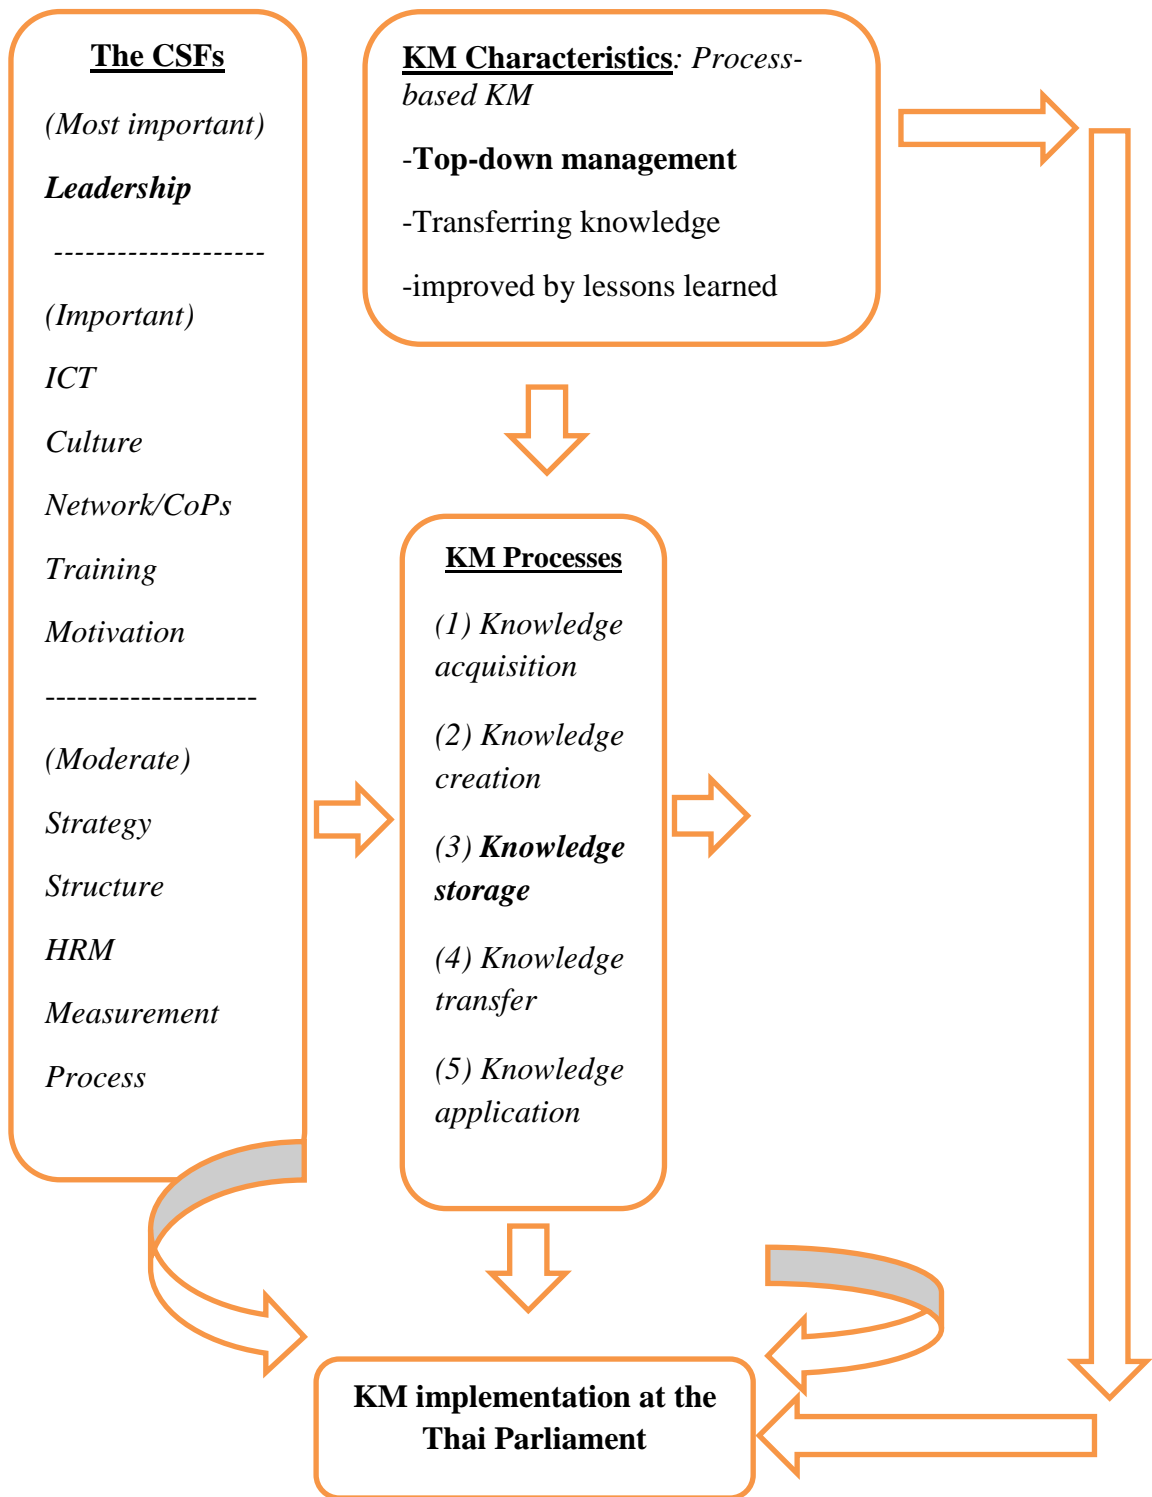 The CSFs
(Most important)
Leadership
--------------------
(Important)
ICT
Culture
Network/CoPs
Training
Motivation
--------------------
(Moderate)
Strategy
Structure
HRM
Measurement
Process
KM Characteristics: Process-
based KM
-Top-down management
-Transferring knowledge
-improved by lessons learned
KM Processes
(1) Knowledge
acquisition
(2) Knowledge
creation
(3) Knowledge
storage
(4) Knowledge
transfer
(5) Knowledge
application
KM implementation at the
Thai Parliament